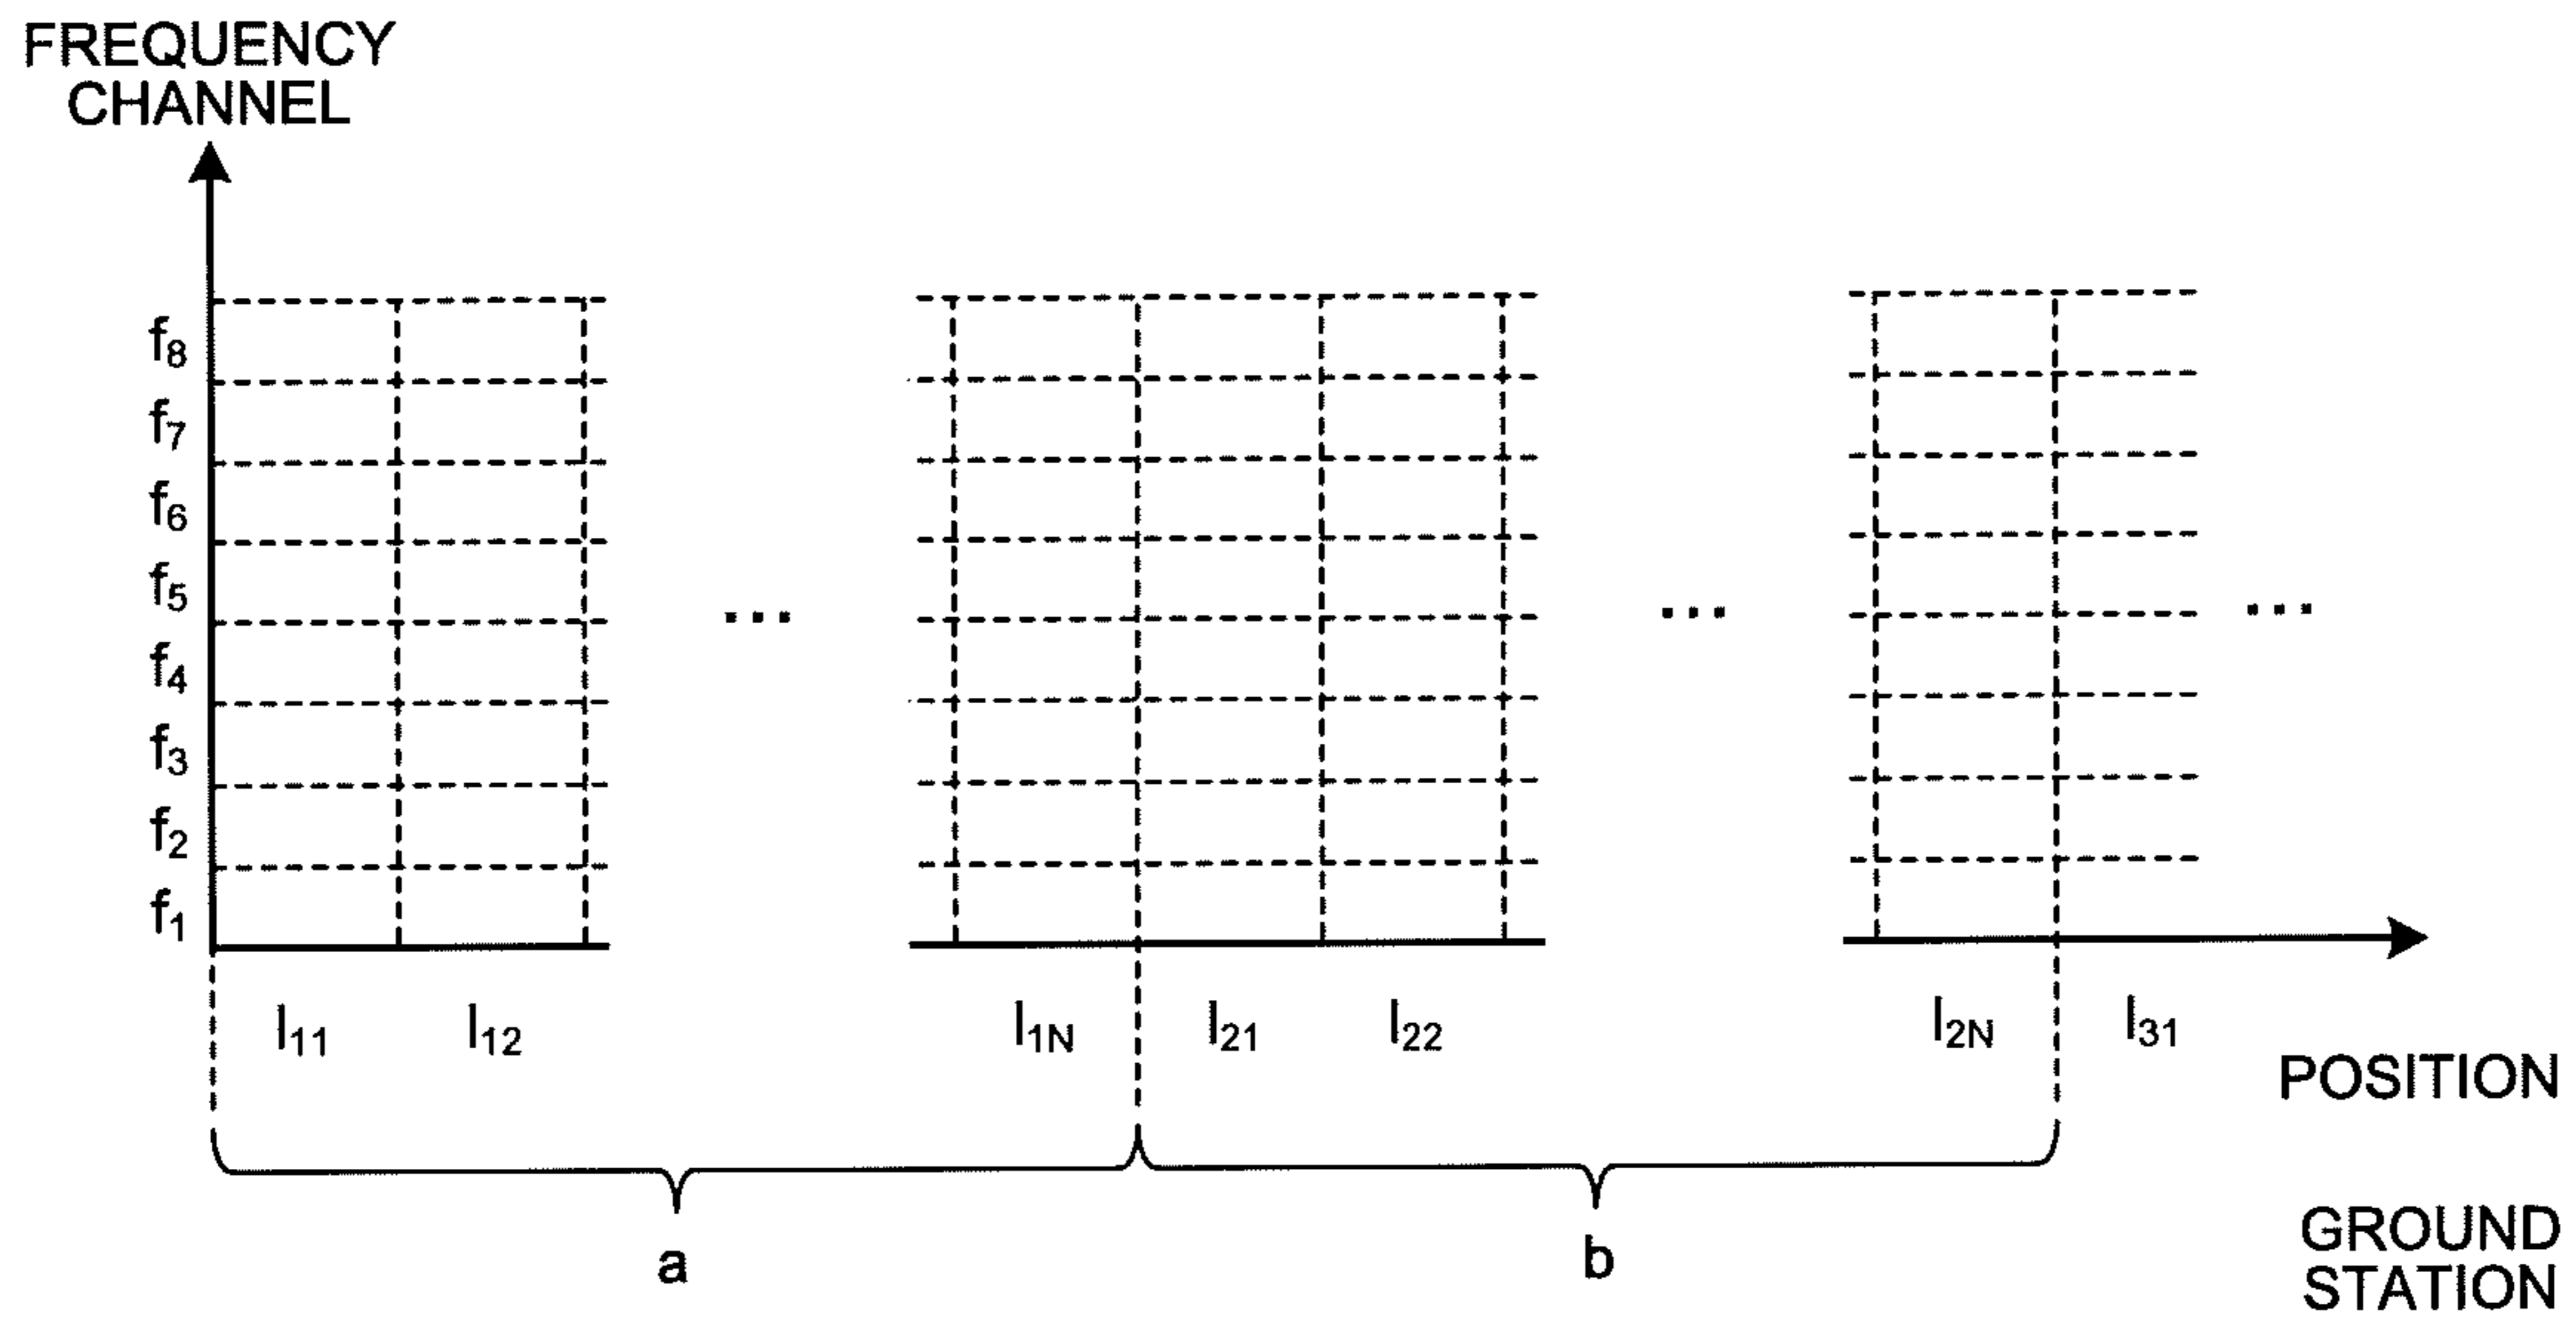 FREQUENCY
CHANNEL
f8
f7
f6
f5
f4
f3
f2
f1
... ... ...
l11 l12 l1N l21 l22 l2N l31
POSITION
a b
GROUND
STATION